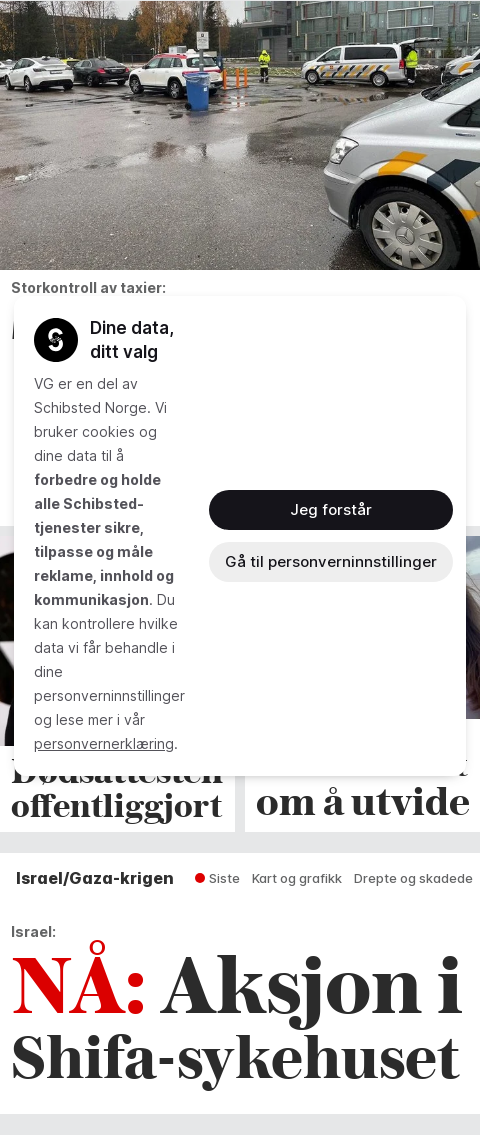 Storkontroll av taxier:
Dine data,
ditt valg
VG er en del av
Schibsted Norge. Vi
bruker cookies og
dine data til å
forbedre og holde
alle Schibsted-
tjenester sikre,
tilpasse og måle
reklame, innhold og
kommunikasjon. Du
kan kontrollere hvilke
data vi får behandle i
dine
personverninnstillinger
og lese mer i vår
personvernerklæring.
Jeg forstår
Gå til personverninnstillinger
Dødsattesten
offentliggjort
om å utvide
Israel/Gaza-krigen
Siste Kart og grafikk Drepte og skadede
Israel:
NÅ: Aksjon i
Shifa-sykehuset